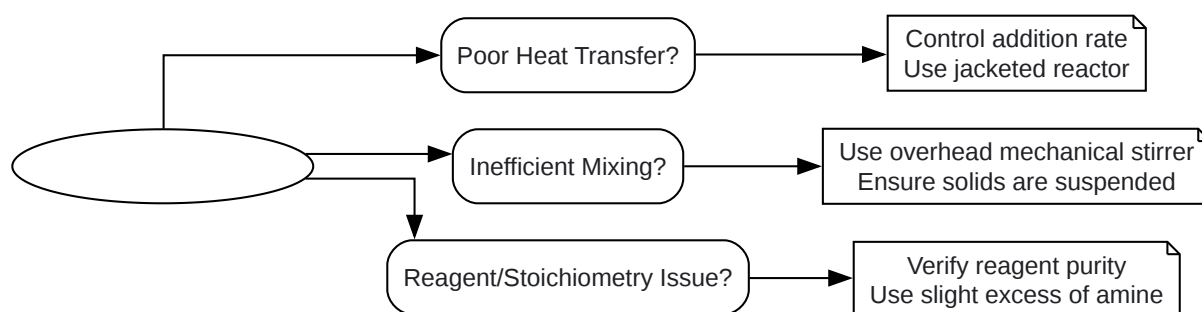 Poor Heat Transfer?
Control addition rate
Use jacketed reactor
Inefficient Mixing?
Use overhead mechanical stirrer
Ensure solids are suspended
Reagent/Stoichiometry Issue?
Verify reagent purity
Use slight excess of amine